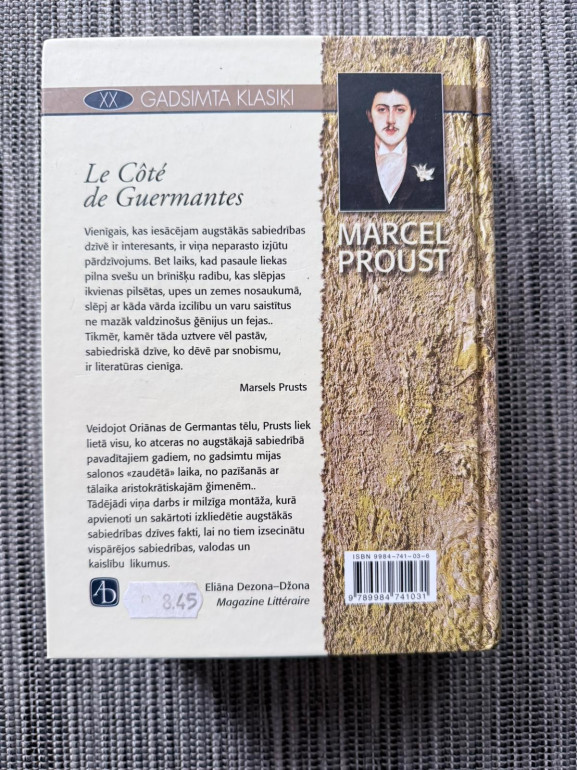 XX GADSIMTA KLASIĶI
Le Côté
de Guermantes
Vienīgais, kas iesācējam augstākās sabiedrības
dzīvē ir interesants, ir viņa neparasto izjūtu
pārdzīvojums. Bet laiks, kad pasaule liekas
pilna svešu un brīnišķu radību, kas slēpjas
ikvienas pilsētas, upes un zemes nosaukumā,
slēpj ar kāda vārda izcilību un varu saistītus
ne mazāk valdzinošus ģēnijus un fejas..
Tikmēr, kamēr tāda uztvere vēl pastāv,
sabiedriskā dzīve, ko dēvē par snobismu,
ir literatūras cienīga.
Marsels Prusts
Veidojot Oriānas de Germantas tēlu, Prusts liek
lietā visu, ko atceras no augstākajā sabiedrībā
pavadītajiem gadiem, no gadsimtu mijas
salonos «zaudētā» laika, no pazīšanās ar
tālaika aristokrātiskajām ģimenēm..
Tādējādi viņa darbs ir milzīga montāža, kurā
apvienoti un sakārtoti izkliedētie augstākās
sabiedrības dzīves fakti, lai no tiem izsecinātu
vispārējos sabiedrības, valodas un
kaislību likumus.
Eliāna Dezona–Džona
Magazine Littéraire
AD
8.45
MARCEL
PROUST
ISBN 9984-741-03-6
9 789984 741031